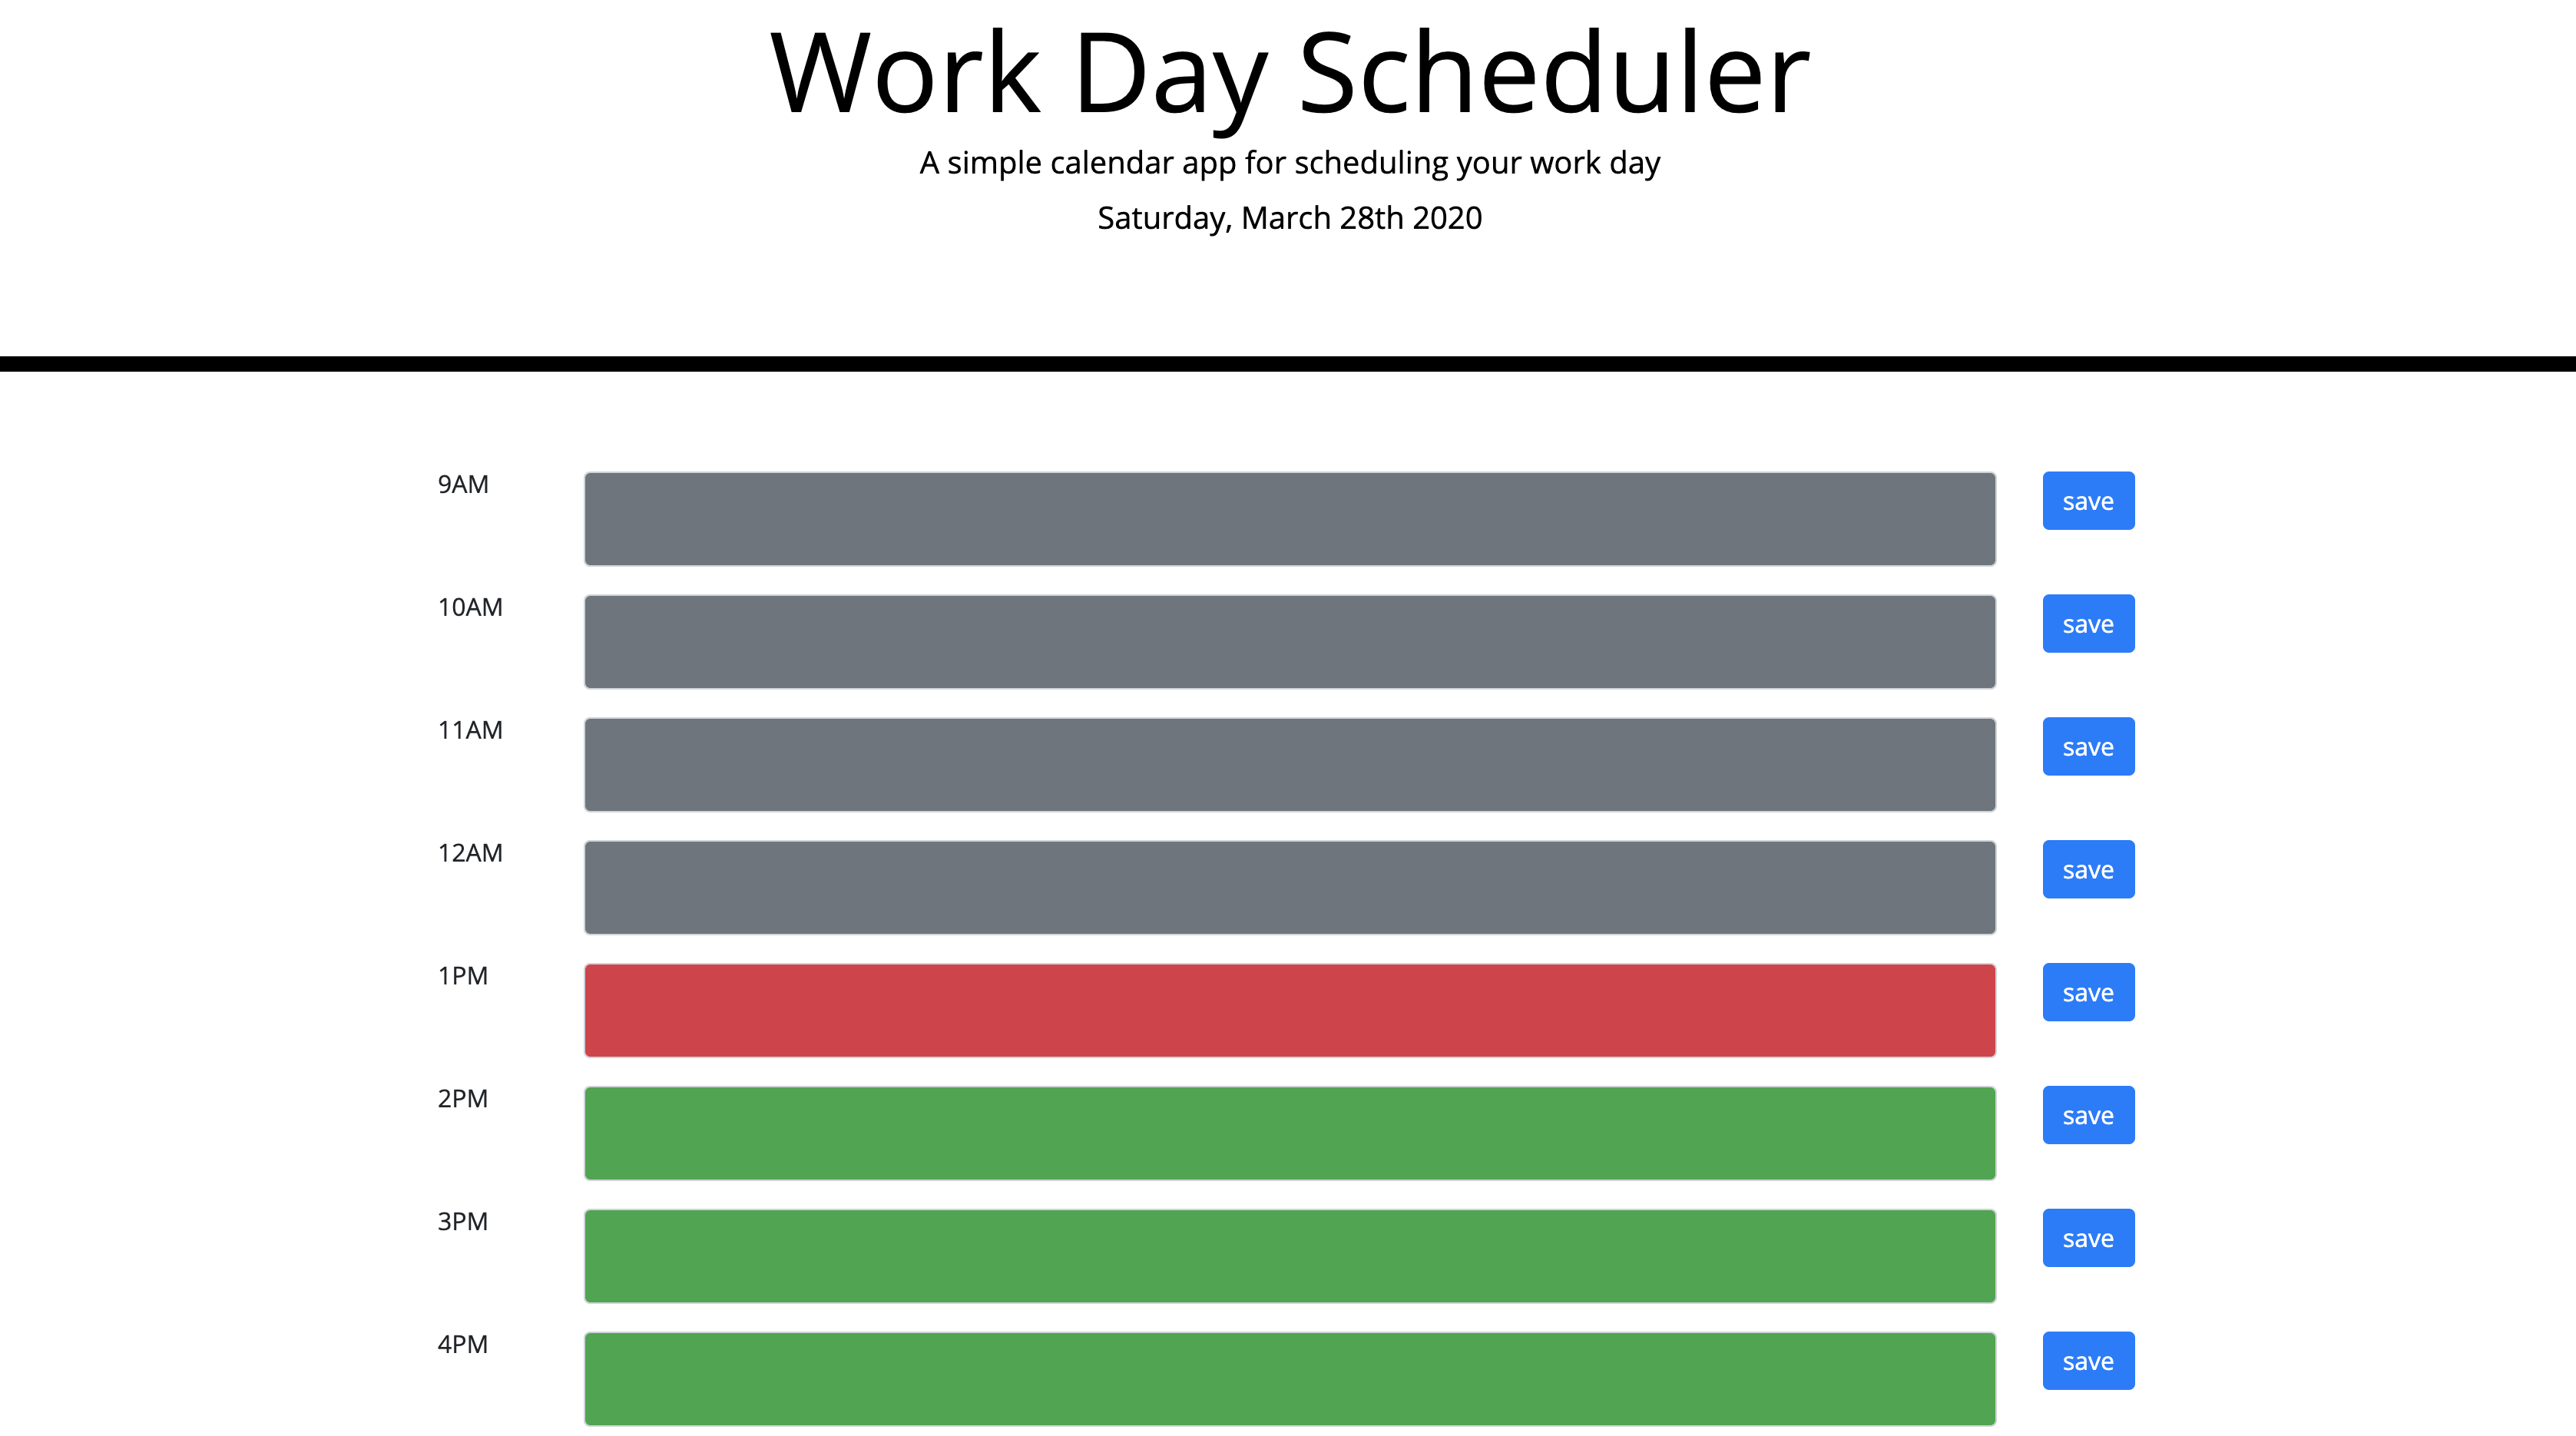 Work Day Scheduler
A simple calendar app for scheduling your work day
Saturday, March 28th 2020
9AM save
10AM save
11AM save
12AM save
1PM save
2PM save
3PM save
4PM save